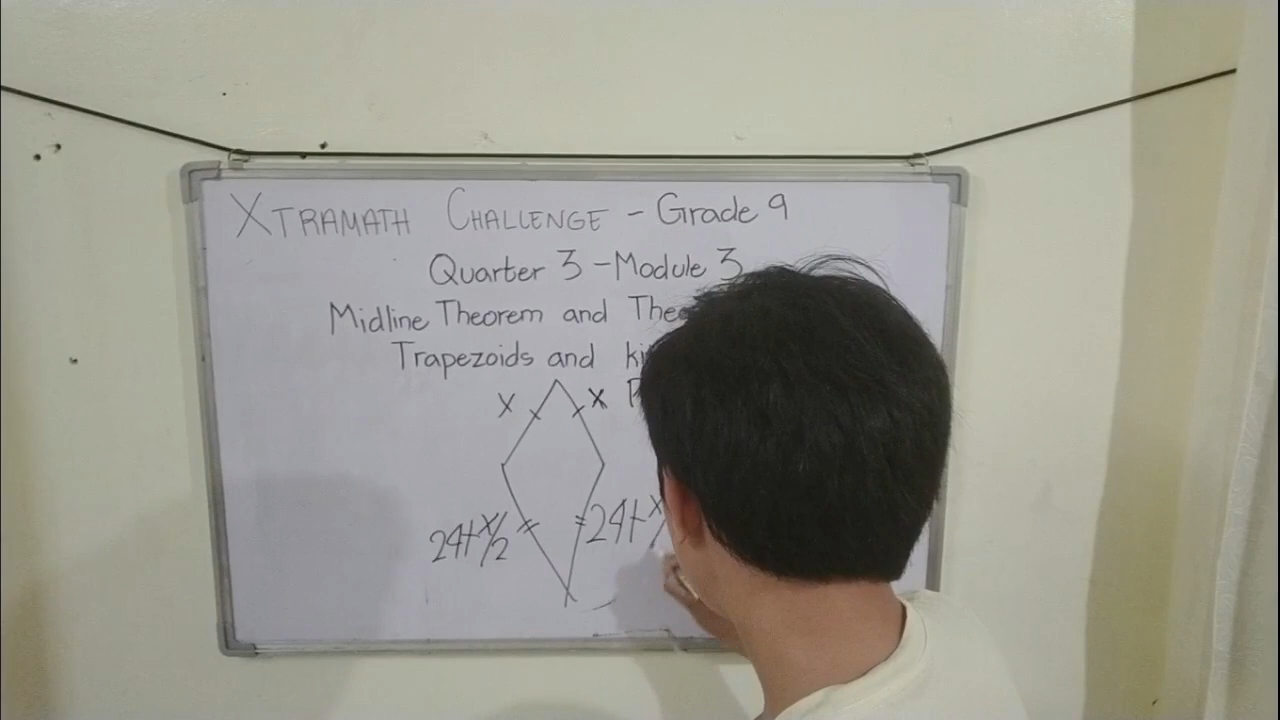 XTRAMATH CHALLENGE - Grade 9
Quarter 3 - Module 3
Midline Theorem and
Trapezoids and
x x
24+x/2 24+x/